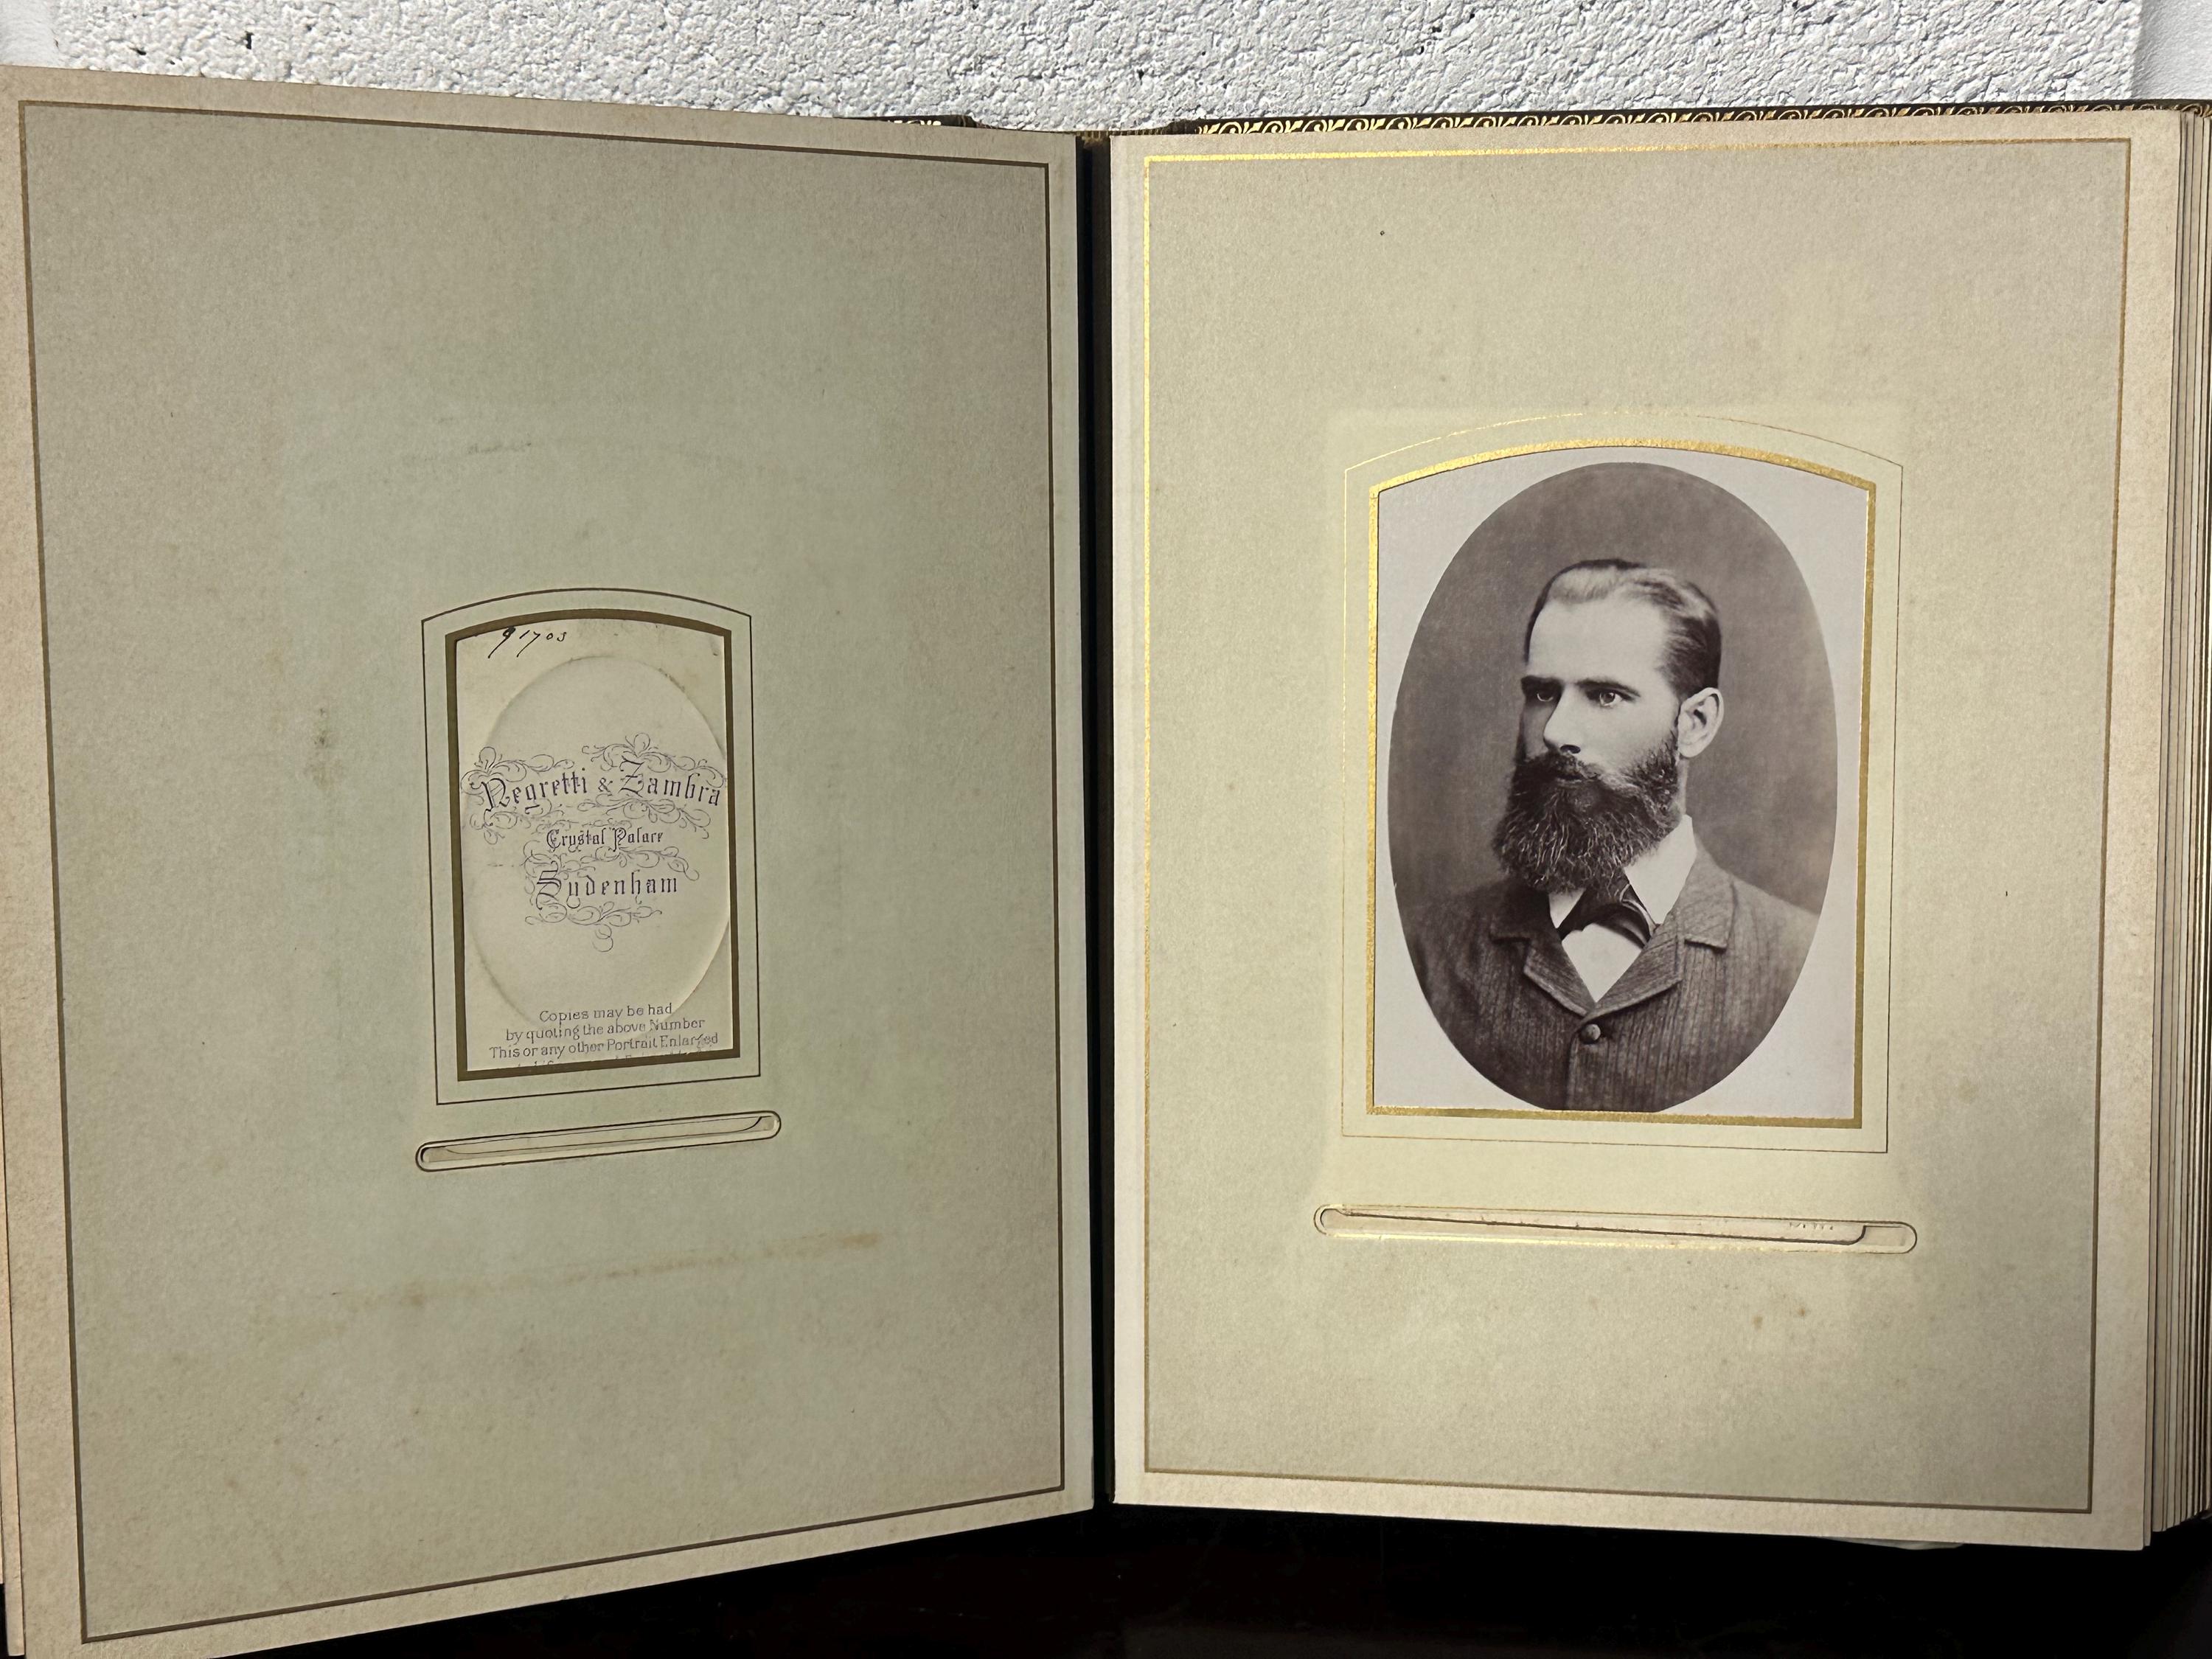 91703
Negretti & Zambra
Crystal Palace
Sydenham
Copies may be had
by quoting the above Number
This or any other Portrait Enlarged